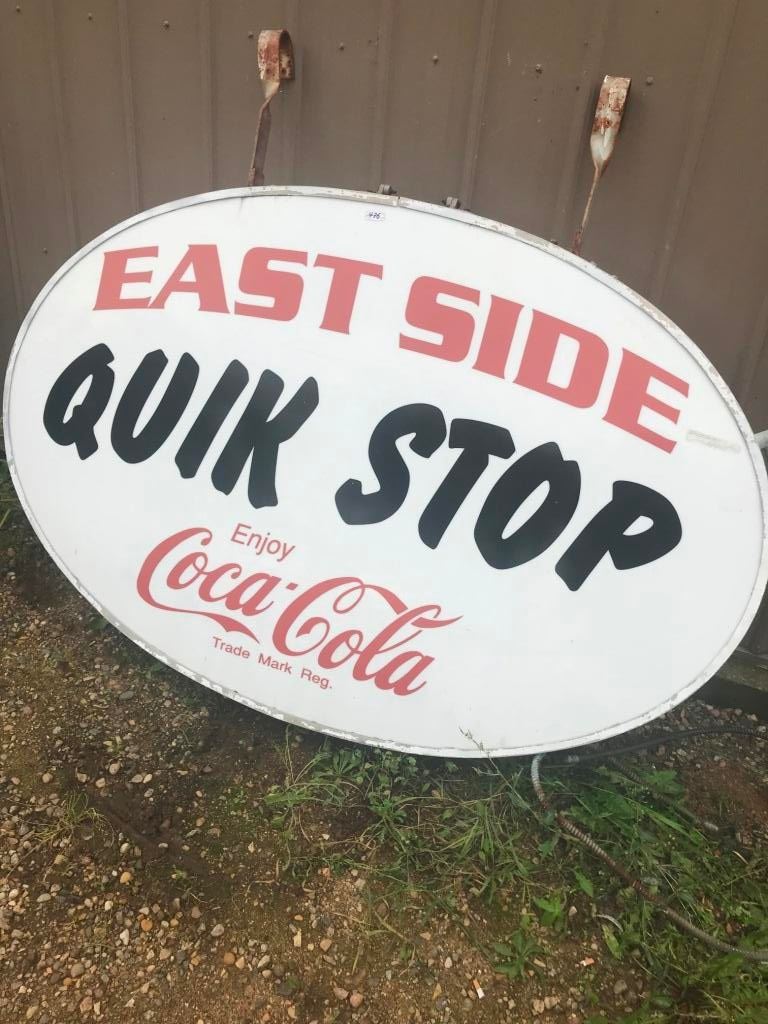 EAST SIDE
QUIK STOP
Enjoy
Coca-Cola
Trade Mark Reg.